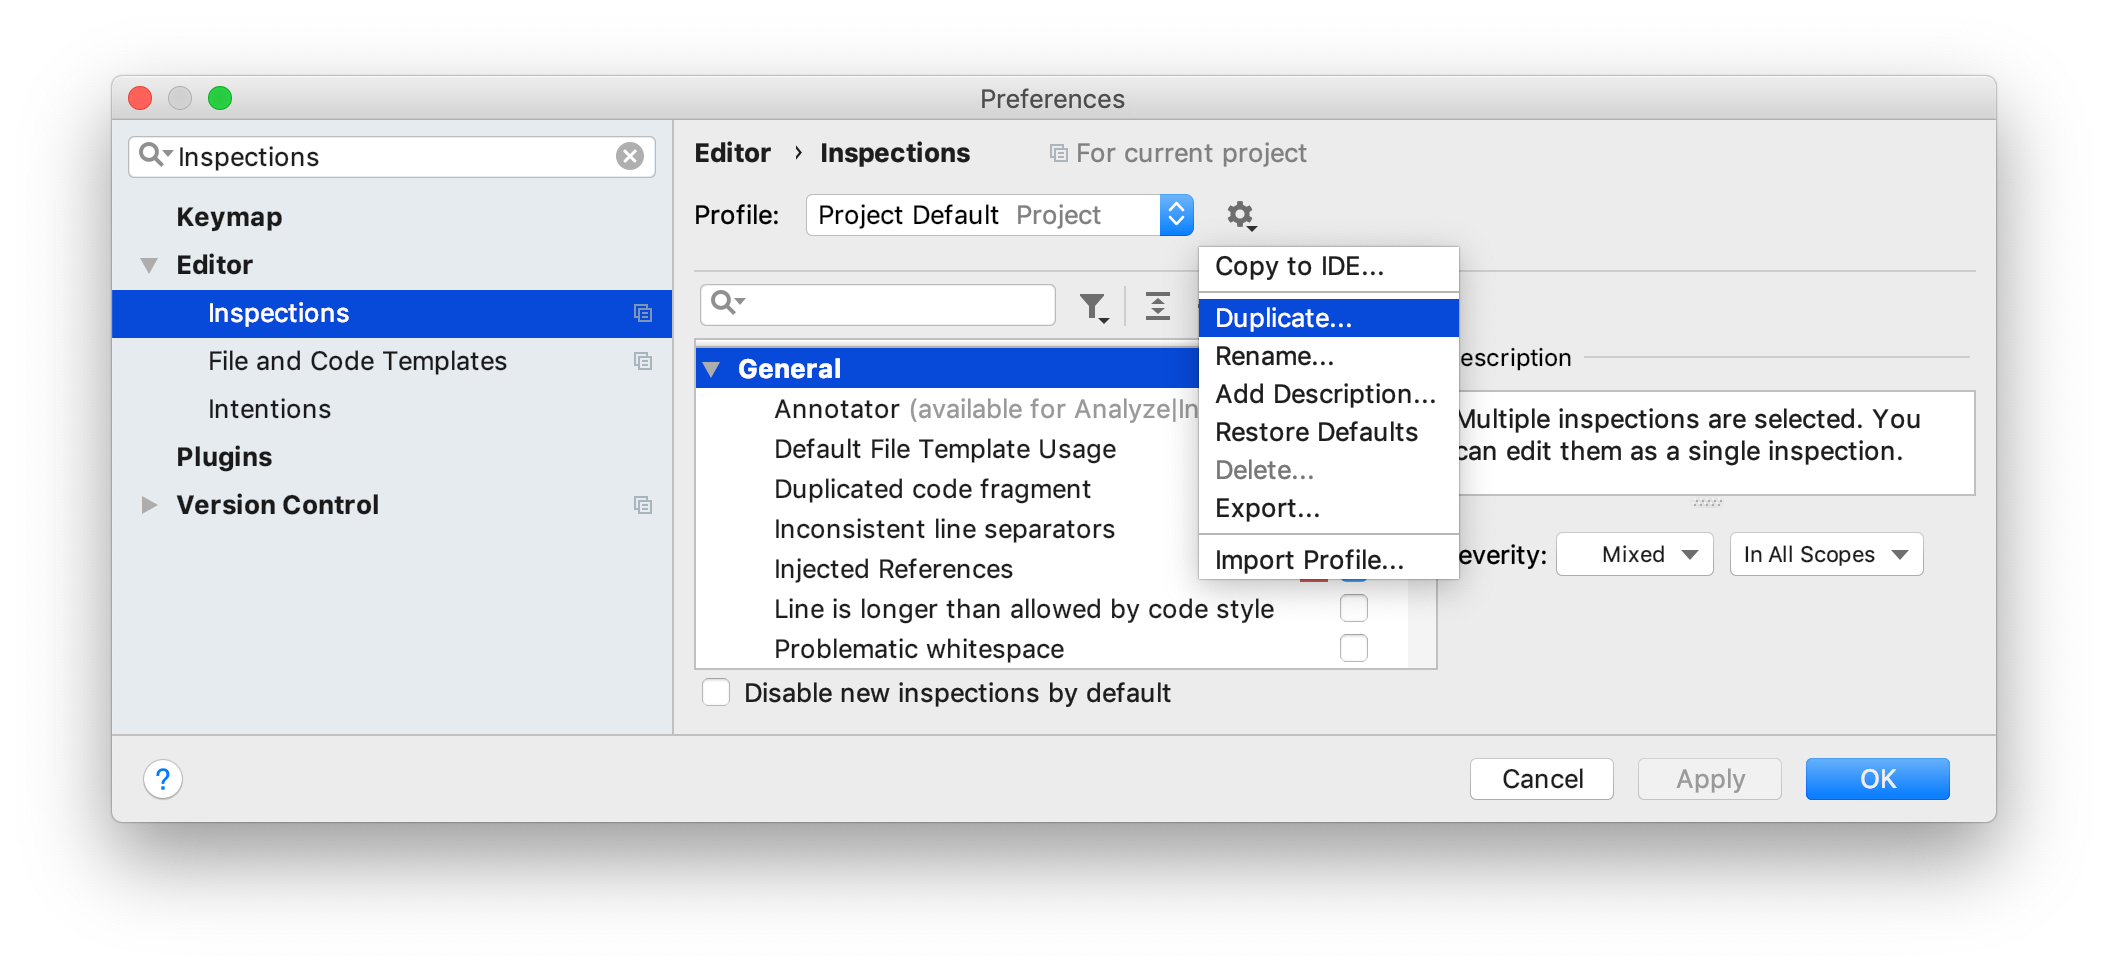 Preferences
Inspections
Keymap
Editor
Inspections
File and Code Templates
Intentions
Plugins
Version Control
Editor › Inspections For current project
Profile: Project Default Project
Copy to IDE...
Duplicate...
Rename...
Add Description...
Restore Defaults
Delete...
Export...
Import Profile...
General
Annotator (available for Analyze|In
Default File Template Usage
Duplicated code fragment
Inconsistent line separators
Injected References
Line is longer than allowed by code style
Problematic whitespace
Disable new inspections by default
escription
Multiple inspections are selected. You
can edit them as a single inspection.
everity: Mixed In All Scopes
? Cancel Apply OK